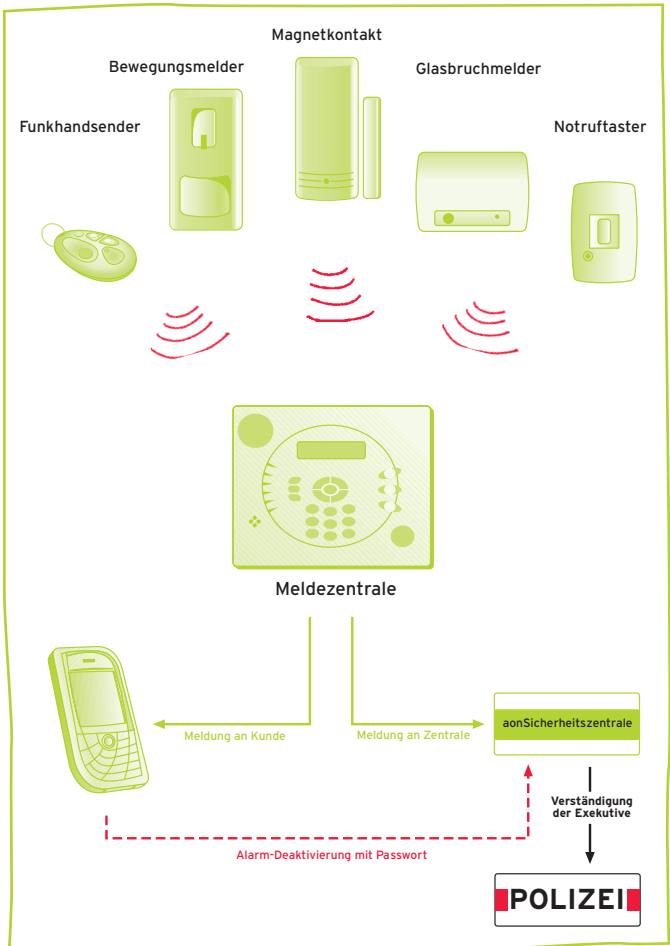 Magnetkontakt
Bewegungsmelder
Glasbruchmelder
Funkhandsender
Notruftaster
Meldezentrale
Meldung an Kunde
Meldung an Zentrale
aonSicherheitszentrale
Verständigung
der Exekutive
Alarm-Deaktivierung mit Passwort
POLIZEI